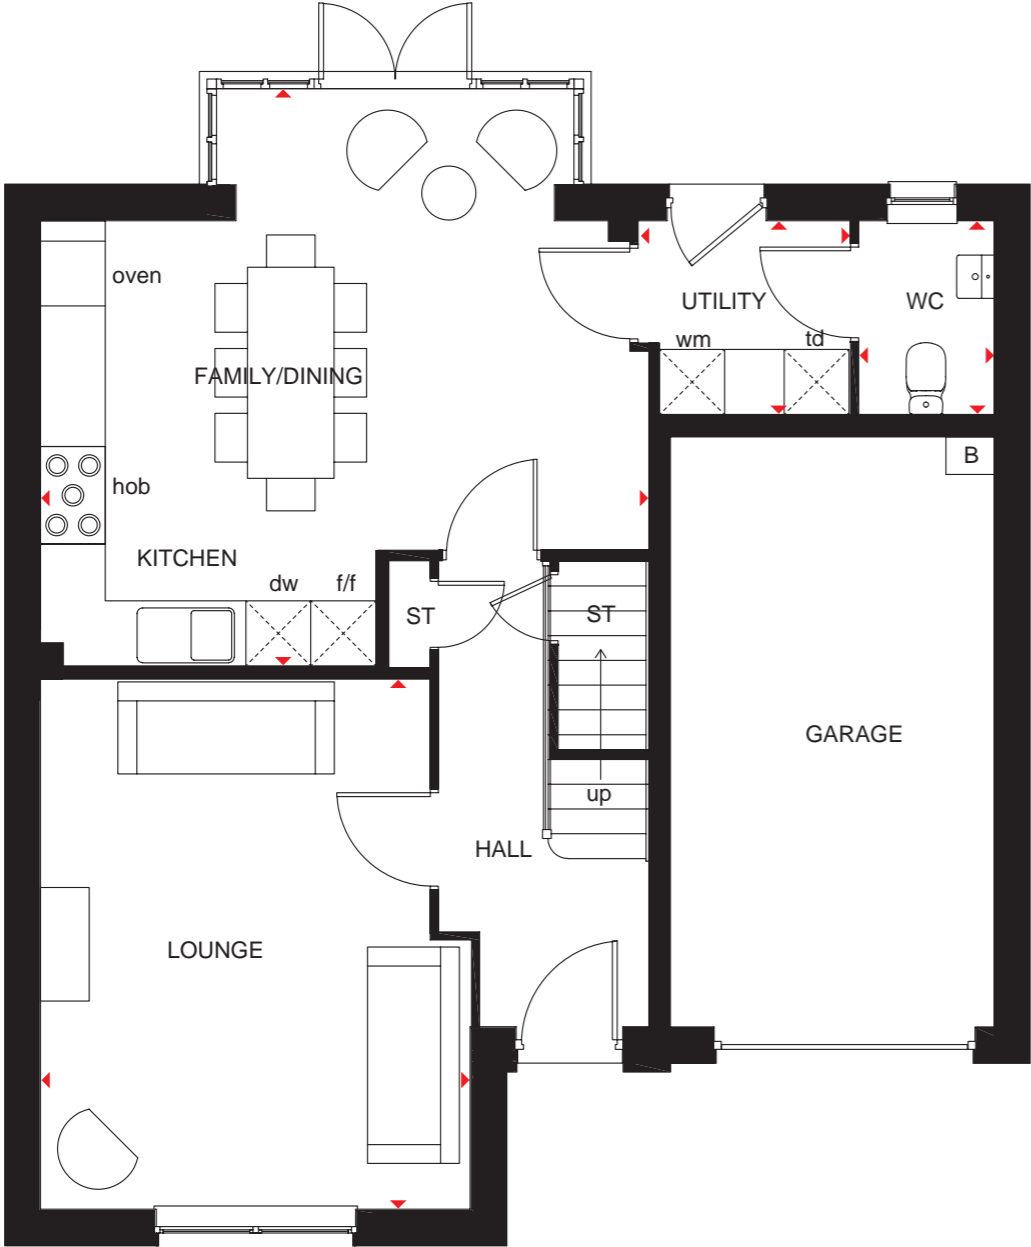 oven
UTILITY
WC
wm
td
FAMILY/DINING
B
hob
KITCHEN
dw
f/f
ST
ST
GARAGE
up
HALL
LOUNGE